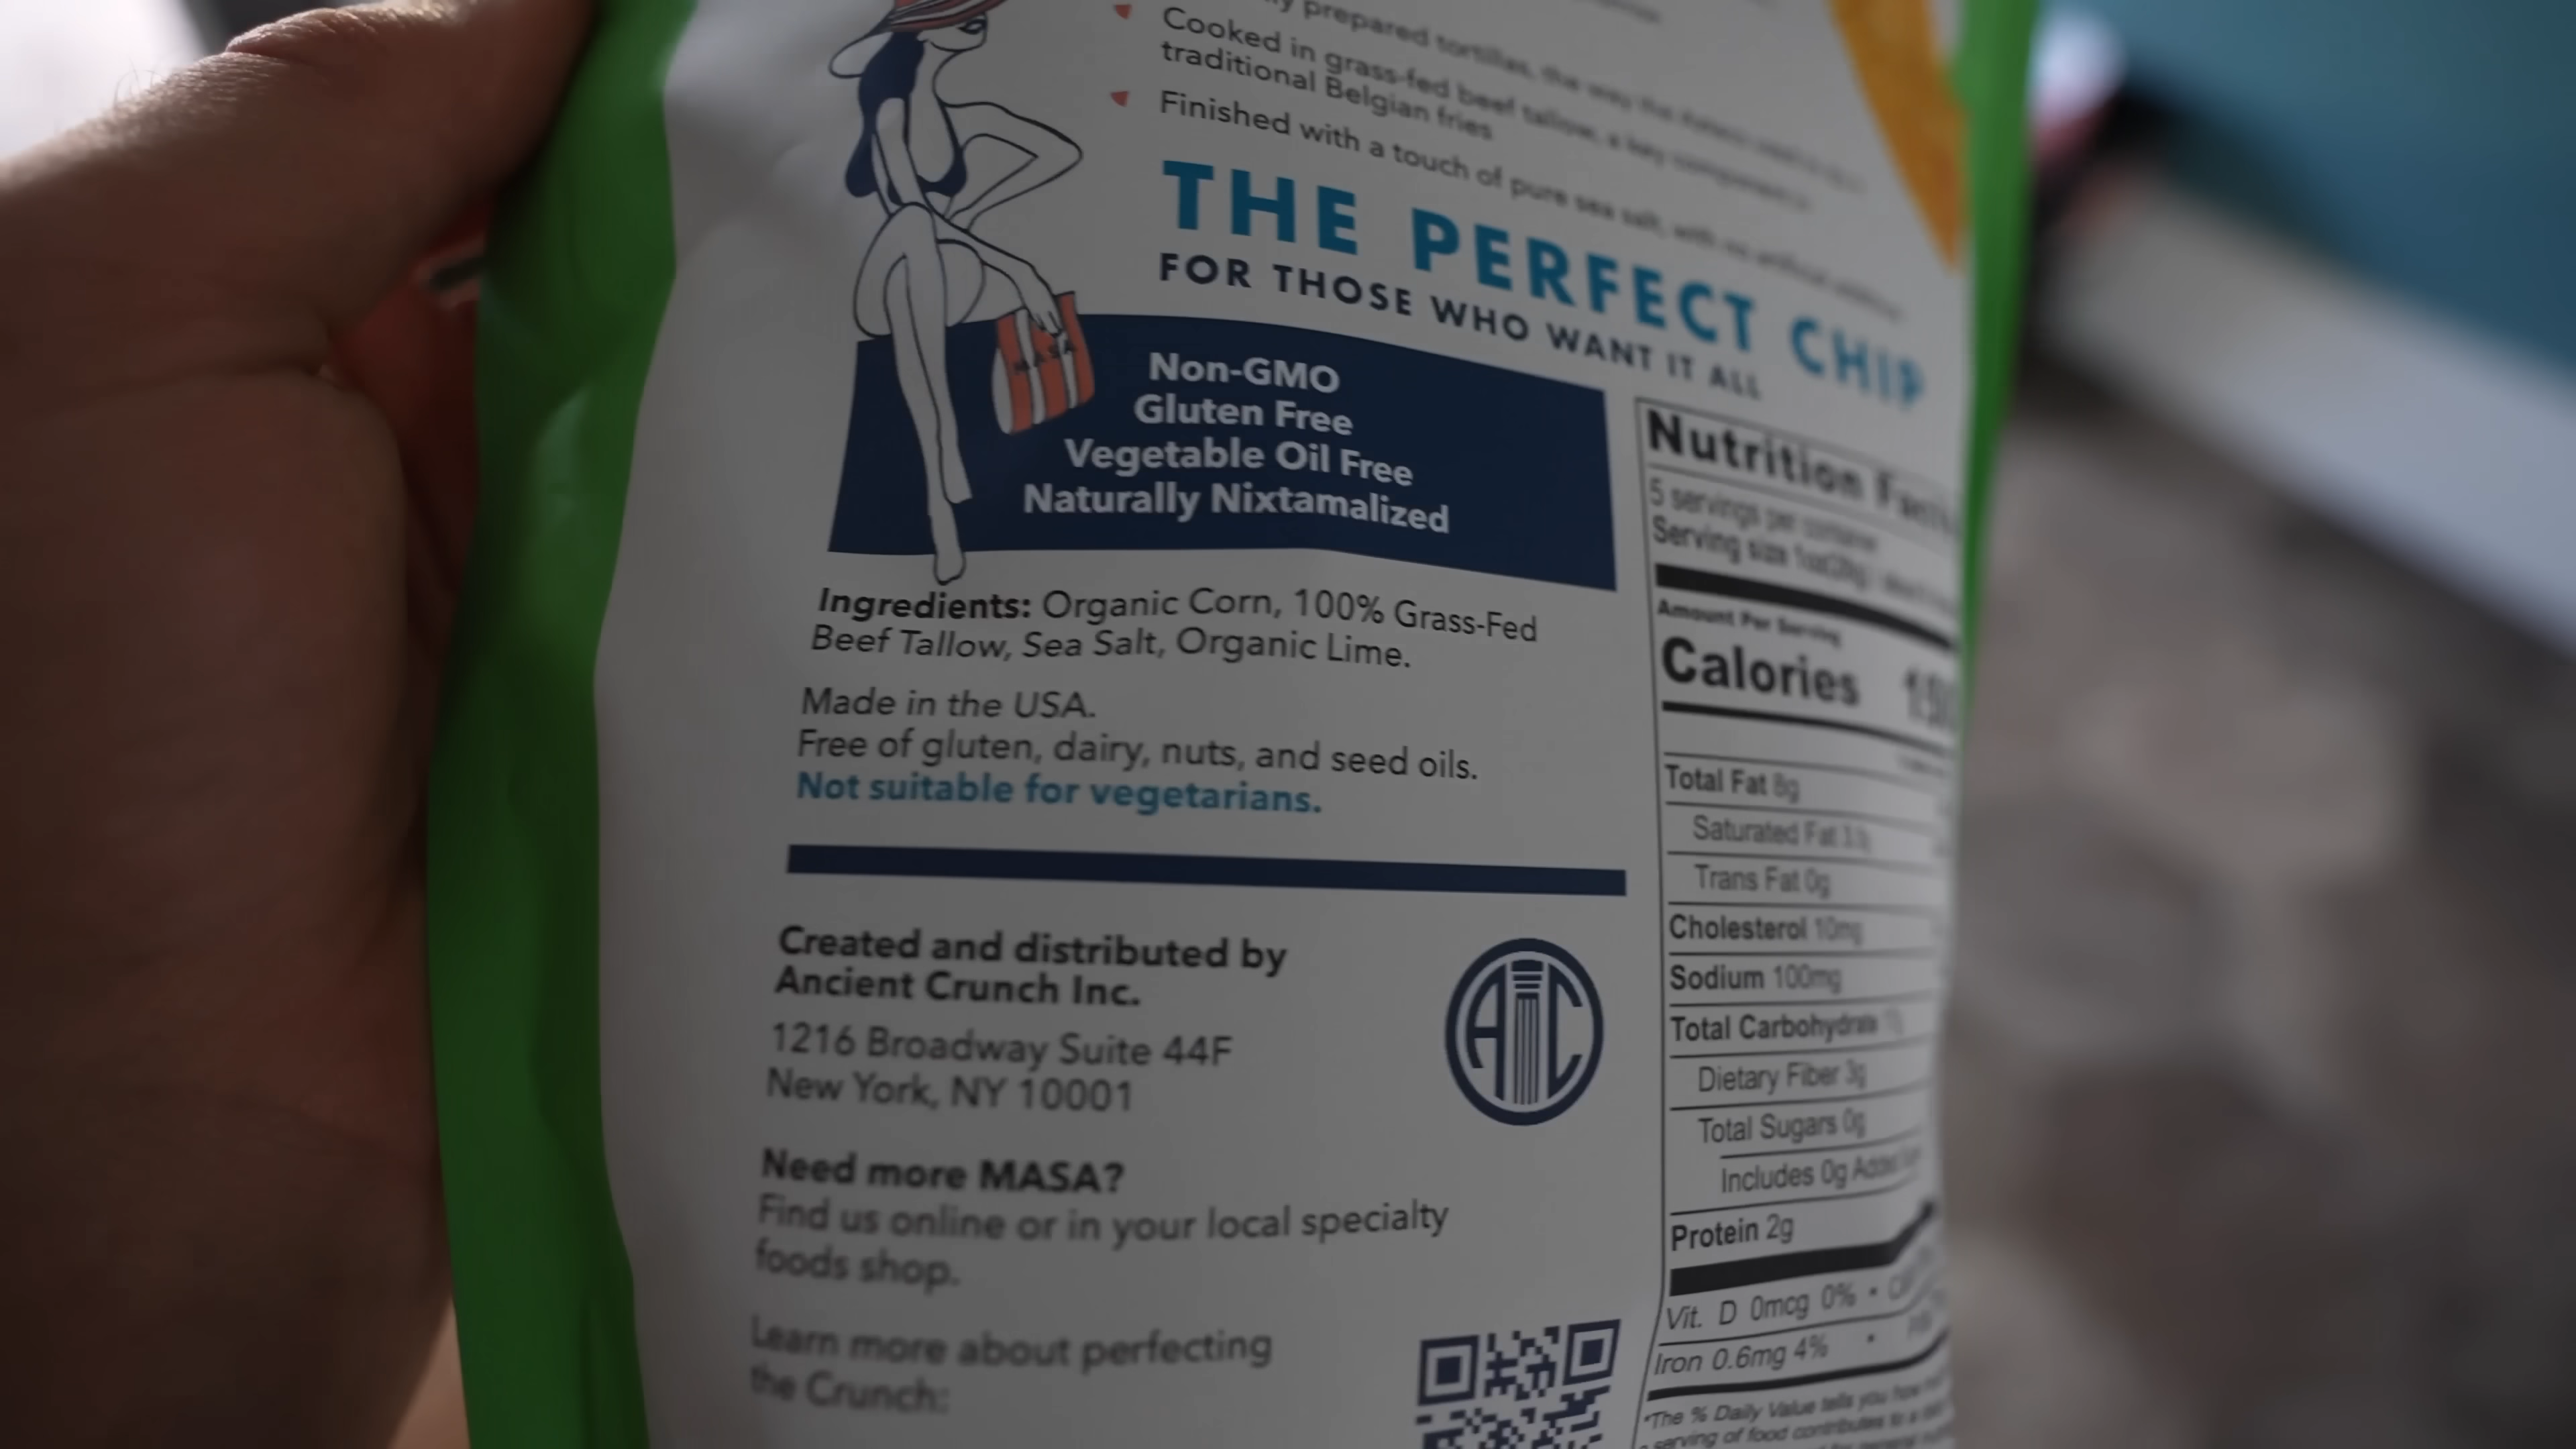 prepared tortillas, the way
Cooked in grass-fed beef tallow, a key component
traditional Belgian fries
Finished with a touch of pure sea salt, with no artificial
THE PERFECT CHIP
FOR THOSE WHO WANT IT ALL
MASA
Non-GMO
Gluten Free
Vegetable Oil Free
Naturally Nixtamalized
Ingredients: Organic Corn, 100% Grass-Fed
Beef Tallow, Sea Salt, Organic Lime.
Made in the USA.
Free of gluten, dairy, nuts, and seed oils.
Not suitable for vegetarians.
Created and distributed by
Ancient Crunch Inc.
1216 Broadway Suite 44F
New York, NY 10001
AC
Need more MASA?
Find us online or in your local specialty
foods shop.
Learn more about perfecting
the Crunch:
Nutrition Facts
5 servings per container
Serving size 1oz(28g)
Amount Per Serving
Calories 150
Total Fat 8g
Saturated Fat
Trans Fat 0g
Cholesterol 10mg
Sodium 100mg
Total Carbohydrate
Dietary Fiber 3g
Total Sugars 0g
Includes 0g Added
Protein 2g
Vit. D 0mcg 0% •
Iron 0.6mg 4% •
*The % Daily Value tells you how
serving of food contributes to a